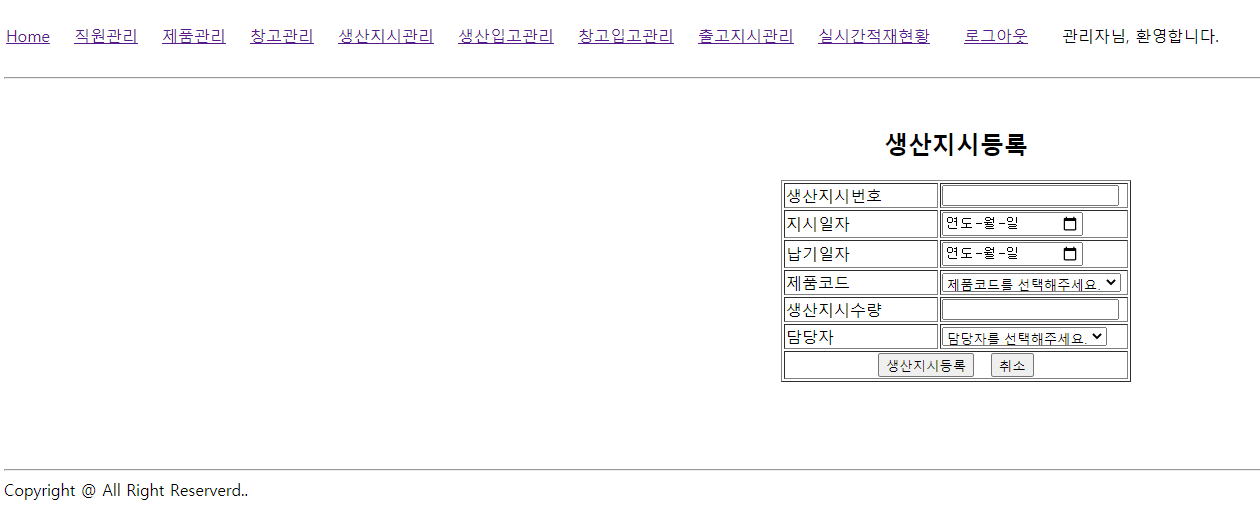 Home 직원관리 제품관리 창고관리 생산지시관리 생산입고관리 창고입고관리 출고지시관리 실시간적재현황 로그아웃 관리자님, 환영합니다.
생산지시등록
생산지시번호
지시일자 연도-월-일
납기일자 연도-월-일
제품코드 제품코드를 선택해주세요.
생산지시수량
담당자 담당자를 선택해주세요.
생산지시등록 취소
Copyright @ All Right Reserverd..